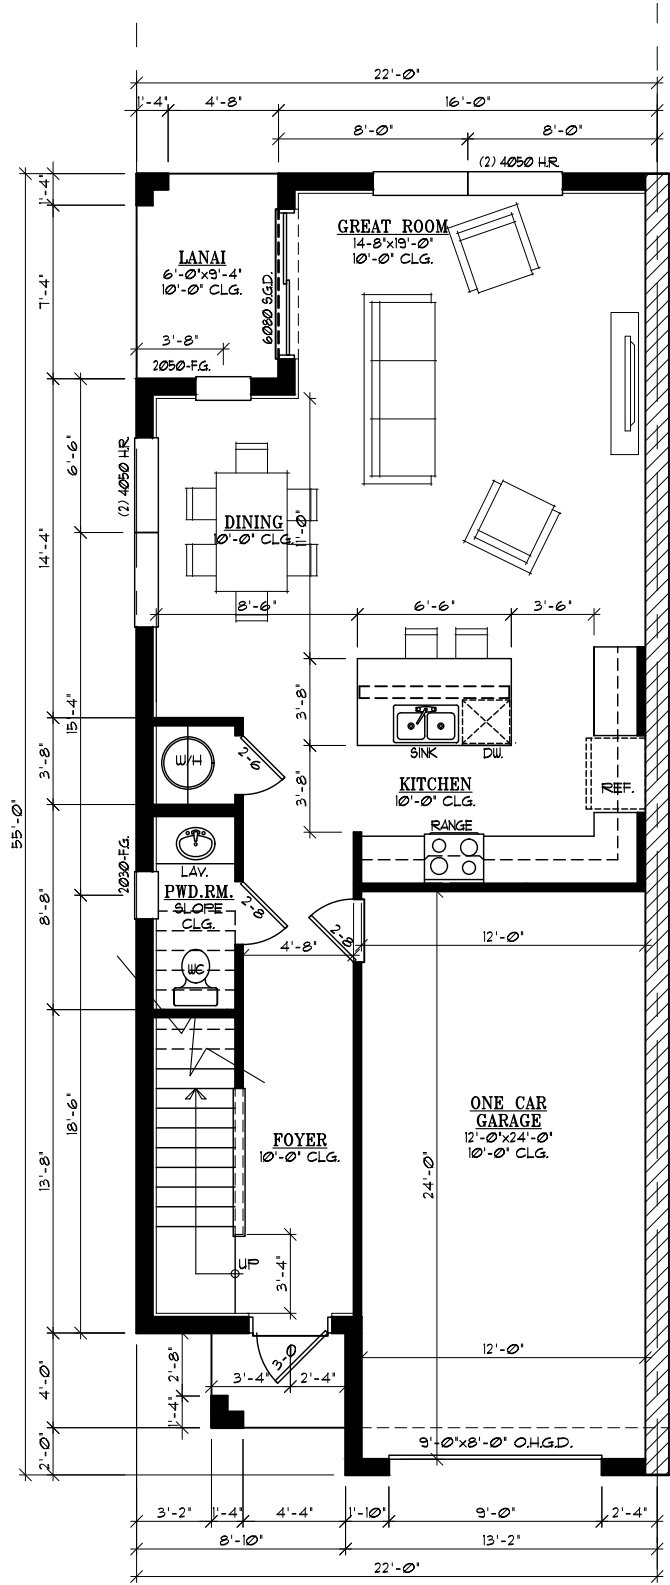 22'-0"
1'-4" 4'-8" 16'-0"
8'-0" 8'-0"
(2) 4050 H.R.
1'-4"
GREAT ROOM
14-8"x19'-0"
10'-0" CLG.
LANAI
6'-0"x9'-4"
10'-0" CLG.
7'-4"
6080 S.G.D.
3'-8"
2050-F.G.
6'-6"
(2) 4050 H.R.
DINING
10'-0" CLG.
11'-0"
14'-4"
8'-6" 6'-6" 3'-6"
15'-4"
3'-8"
3'-8"
W/H
2-6
SINK D.W.
KITCHEN
10'-0" CLG.
REF.
3'-8"
55'-0"
RANGE
2030-F.G.
LAV.
PWD.RM.
SLOPE
CLG.
2-8
8'-8"
2-8
4'-8"
12'-0"
WC
18'-6"
ONE CAR
GARAGE
12'-0"x24'-0"
10'-0" CLG.
FOYER
10'-0" CLG.
13'-8"
24'-0"
UP
3'-4"
3-0
12'-0"
2'-8"
4'-0"
3'-4" 2'-4"
1'-4"
9'-0"x8'-0" O.H.G.D.
2'-0"
3'-2" 1'-4" 4'-4" 1'-10" 9'-0" 2'-4"
8'-10" 13'-2"
22'-0"